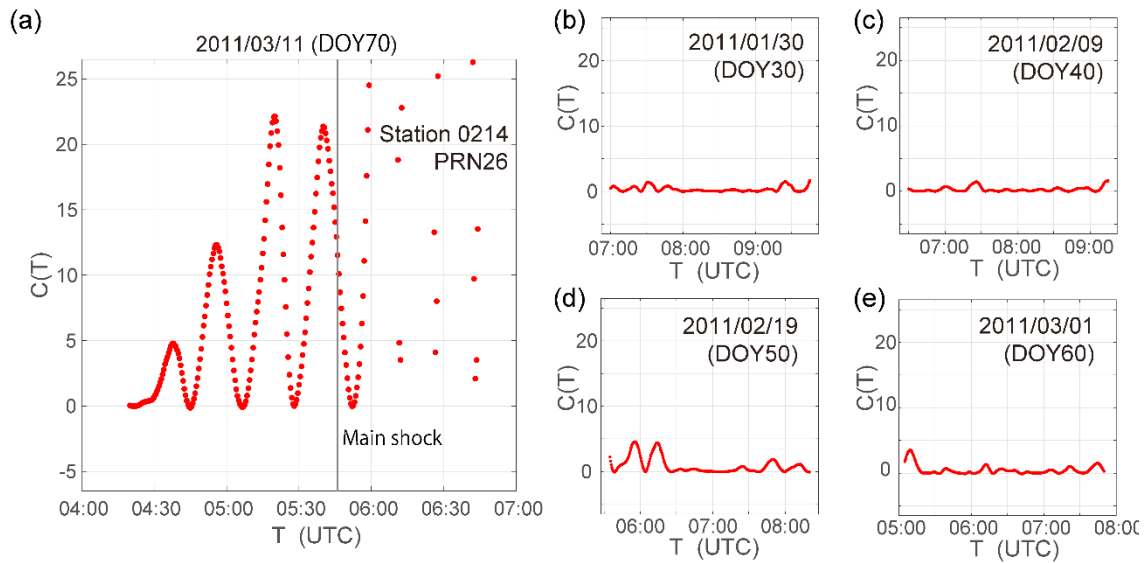 (a)
2011/03/11 (DOY70)
25
20
15
10
5
0
-5
C(T)
Station 0214
PRN26
Main shock
04:00 04:30 05:00 05:30 06:00 06:30 07:00
T (UTC)
(b)
2011/01/30
(DOY30)
20
10
0
C(T)
07:00 08:00 09:00
T (UTC)
(c)
2011/02/09
(DOY40)
20
10
0
C(T)
07:00 08:00 09:00
T (UTC)
(d)
2011/02/19
(DOY50)
20
10
0
C(T)
06:00 07:00 08:00
T (UTC)
(e)
2011/03/01
(DOY60)
20
10
0
C(T)
05:00 06:00 07:00 08:00
T (UTC)